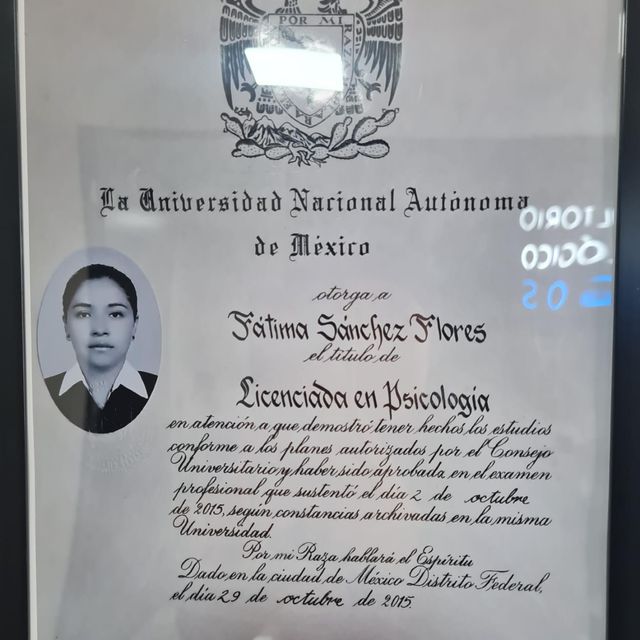 POR MI RAZA
La Universidad Nacional Autónoma
de México
otorga a
Fátima Sánchez Flores
el título de
Licenciada en Psicología
en atención a que demostró tener hechos los estudios
conforme a los planes autorizados por el Consejo
Universitario y haber sido aprobada en el examen
profesional que sustentó el día 2 de octubre
de 2015, según constancias archivadas en la misma
Universidad.
Por mi Raza hablará el Espíritu
Dado en la ciudad de México Distrito Federal,
el día 29 de octubre de 2015.